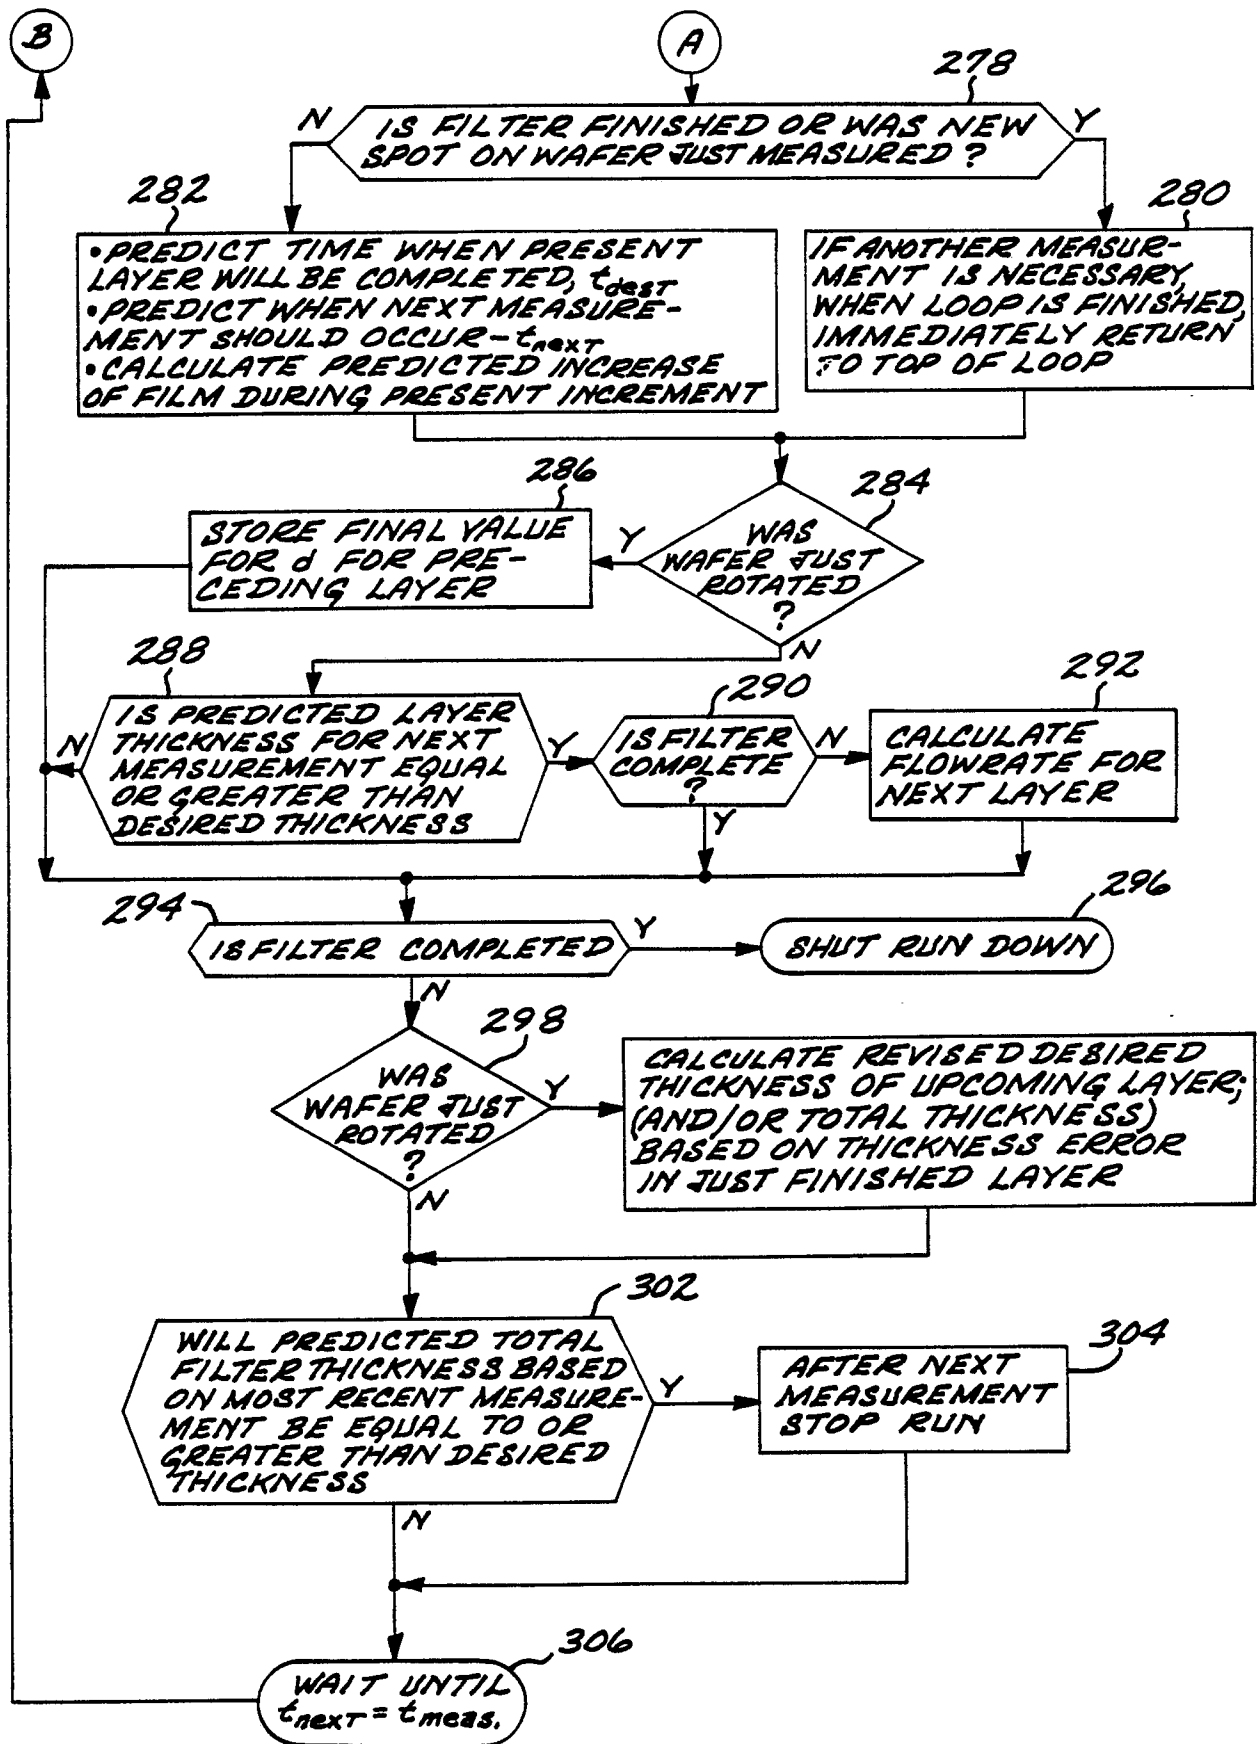 B
A
278
N
IS FILTER FINISHED OR WAS NEW
SPOT ON WAFER JUST MEASURED?
Y
282
280
• PREDICT TIME WHEN PRESENT
LAYER WILL BE COMPLETED, tdesT
• PREDICT WHEN NEXT MEASURE-
MENT SHOULD OCCUR - tnexT
• CALCULATE PREDICTED INCREASE
OF FILM DURING PRESENT INCREMENT
IF ANOTHER MEASUR-
MENT IS NECESSARY,
WHEN LOOP IS FINISHED,
IMMEDIATELY RETURN
TO TOP OF LOOP
286
284
STORE FINAL VALUE
FOR d FOR PRE-
CEDING LAYER
Y
WAS
WAFER JUST
ROTATED
?
N
288
290
292
N
IS PREDICTED LAYER
THICKNESS FOR NEXT
MEASUREMENT EQUAL
OR GREATER THAN
DESIRED THICKNESS
Y
IS FILTER
COMPLETE
?
N
Y
CALCULATE
FLOWRATE FOR
NEXT LAYER
294
296
IS FILTER COMPLETED
Y
SHUT RUN DOWN
N
298
WAS
WAFER JUST
ROTATED
?
Y
N
CALCULATE REVISED DESIRED
THICKNESS OF UPCOMING LAYER;
(AND/OR TOTAL THICKNESS)
BASED ON THICKNESS ERROR
IN JUST FINISHED LAYER
302
304
WILL PREDICTED TOTAL
FILTER THICKNESS BASED
ON MOST RECENT MEASURE-
MENT BE EQUAL TO OR
GREATER THAN DESIRED
THICKNESS
Y
N
AFTER NEXT
MEASUREMENT
STOP RUN
306
WAIT UNTIL
tnexT = tmeas.